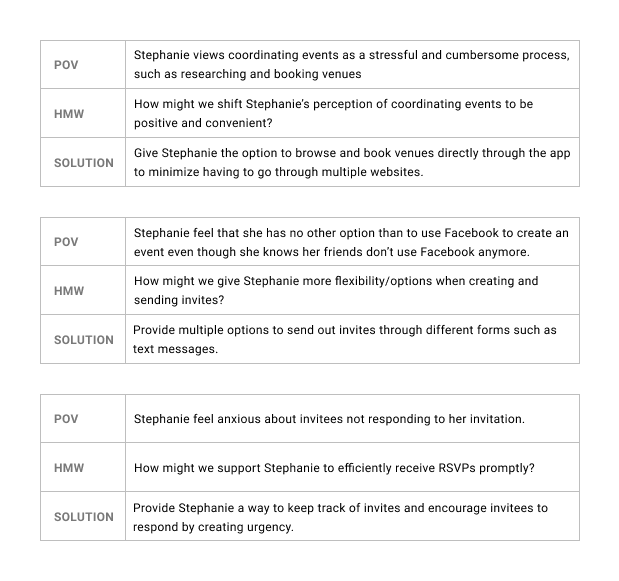 POV
Stephanie views coordinating events as a stressful and cumbersome process,
such as researching and booking venues
HMW
How might we shift Stephanie's perception of coordinating events to be
positive and convenient?
SOLUTION
Give Stephanie the option to browse and book venues directly through the app
to minimize having to go through multiple websites.
POV
Stephanie feel that she has no other option than to use Facebook to create an
event even though she knows her friends don't use Facebook anymore.
HMW
How might we give Stephanie more flexibility/options when creating and
sending invites?
SOLUTION
Provide multiple options to send out invites through different forms such as
text messages.
POV
Stephanie feel anxious about invitees not responding to her invitation.
HMW
How might we support Stephanie to efficiently receive RSVPs promptly?
SOLUTION
Provide Stephanie a way to keep track of invites and encourage invitees to
respond by creating urgency.